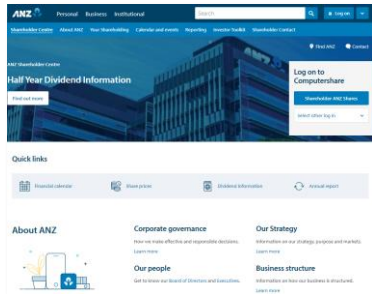 ANZ Personal Business Institutional Search Log on
Shareholder Centre About ANZ Your Shareholding Calendar and events Reporting Investor Toolkit Shareholder Contact
Find ANZ Contact
ANZ Shareholder Centre
Half Year Dividend Information
Find out more
Log on to
Computershare
Shareholder ANZ Shares
Select other log in
Quick links
Financial calendar Share prices Dividend information Annual report
About ANZ
Corporate governance
How we make effective and responsible decisions.
Learn more
Our Strategy
Information on our strategy, purpose and markets.
Learn more
Our people
Get to know our Board of Directors and Executives.
Business structure
Information on how our business is structured.
Learn more